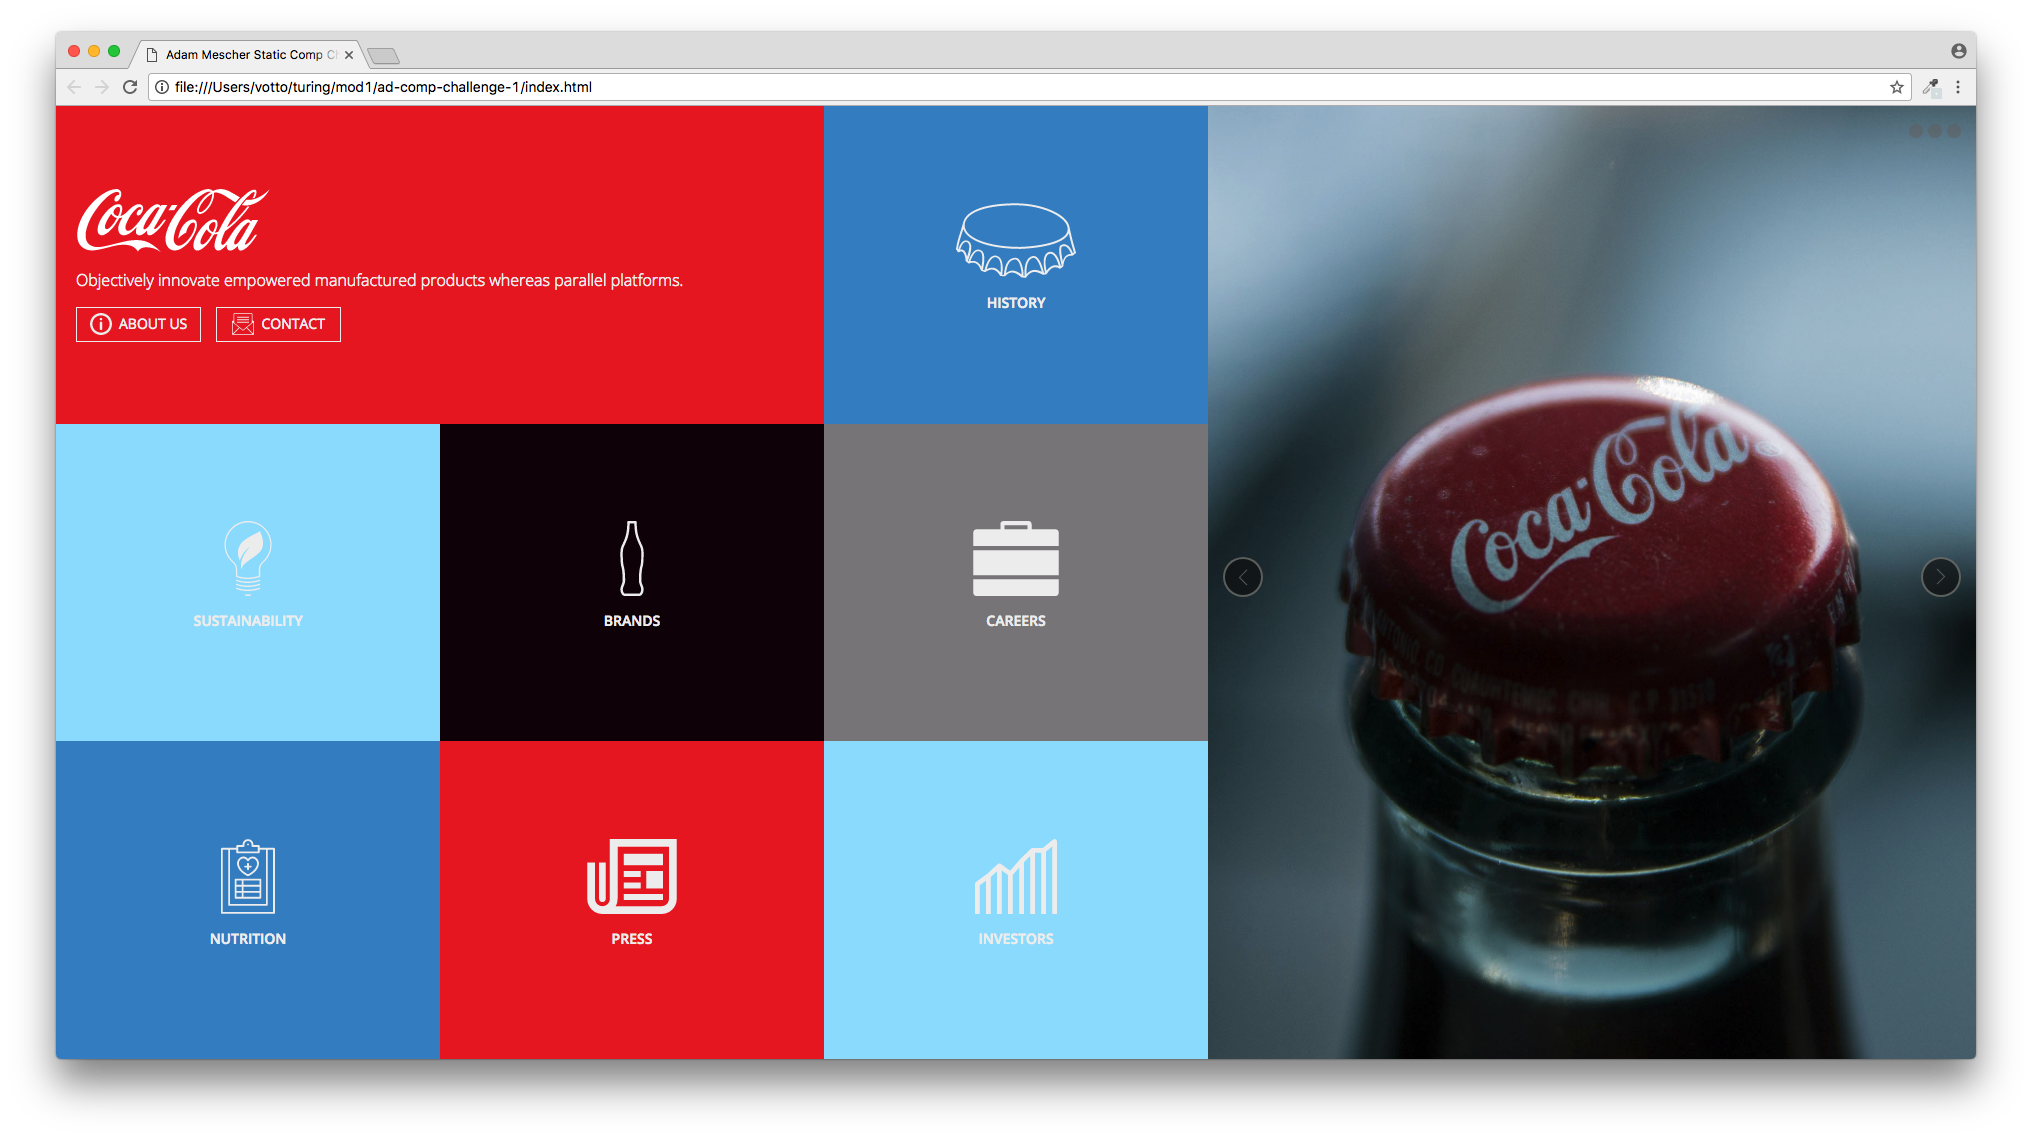 Adam Mescher Static Comp C
file:///Users/votto/turing/mod1/ad-comp-challenge-1/index.html
Coca-Cola
Objectively innovate empowered manufactured products whereas parallel platforms.
ABOUT US
CONTACT
HISTORY
SUSTAINABILITY
BRANDS
CAREERS
NUTRITION
PRESS
INVESTORS
Coca-Cola